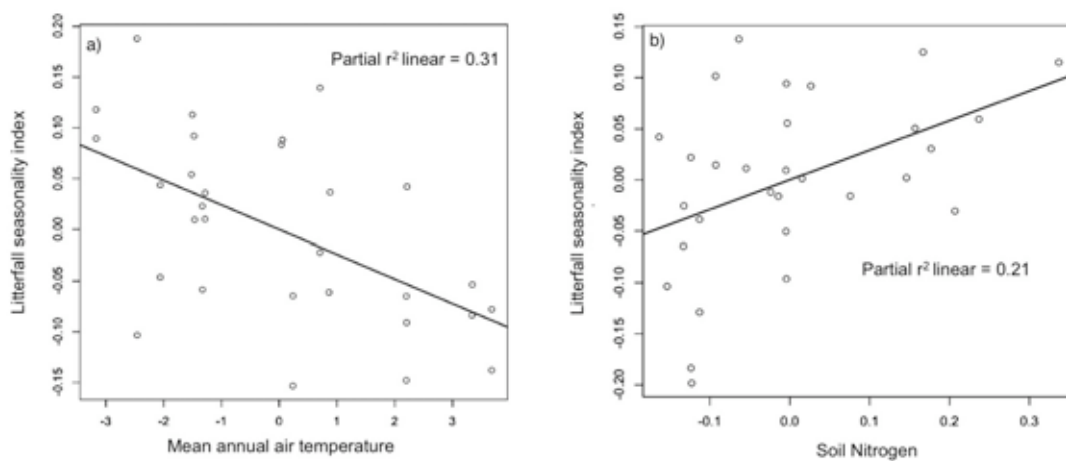 a)
Partial r² linear = 0.31
Litterfall seasonality index
0.20
0.15
0.10
0.05
0.00
-0.05
-0.10
-0.15
-3 -2 -1 0 1 2 3
Mean annual air temperature
b)
Partial r² linear = 0.21
Litterfall seasonality index
0.15
0.10
0.05
0.00
-0.05
-0.10
-0.15
-0.20
-0.1 0.0 0.1 0.2 0.3
Soil Nitrogen